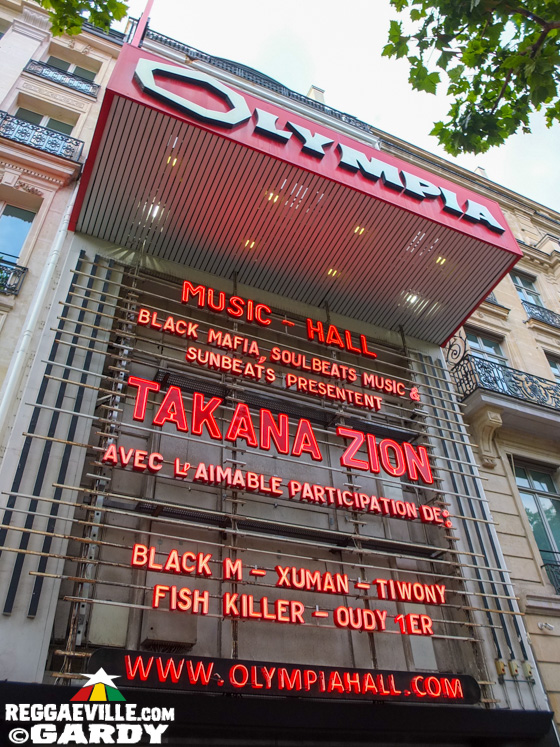 OLYMPIA
MUSIC - HALL
BLACK MAFIA, SOULBEATS MUSIC &
SUNBEATS PRESENTENT
TAKANA ZION
AVEC L'AIMABLE PARTICIPATION DE:
BLACK M - XUMAN - TIWONY
FISH KILLER - OUDY 1ER
WWW.OLYMPIAHALL.COM
REGGAEVILLE.COM
©GARDY